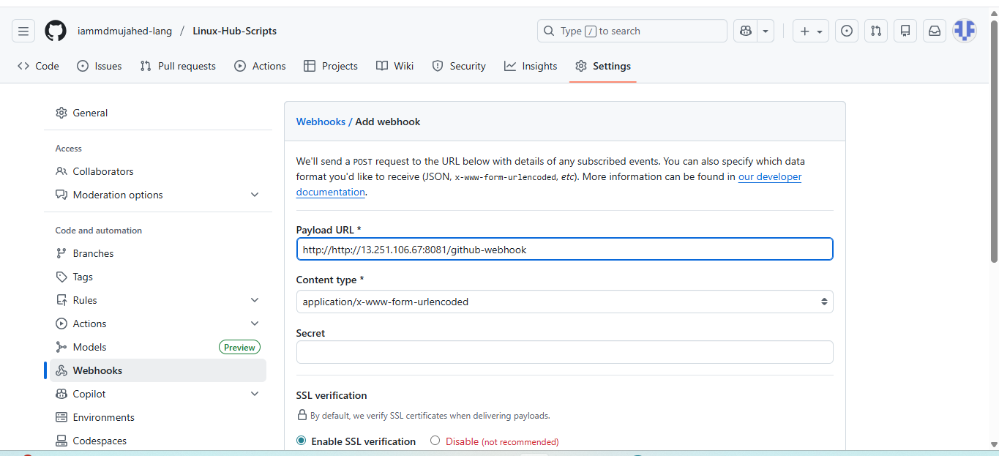 iammdmujahed-lang / Linux-Hub-Scripts
Type / to search
Code Issues Pull requests Actions Projects Wiki Security Insights Settings
General
Access
Collaborators
Moderation options
Code and automation
Branches
Tags
Rules
Actions
Models Preview
Webhooks
Copilot
Environments
Codespaces
Webhooks / Add webhook
We'll send a POST request to the URL below with details of any subscribed events. You can also specify which data
format you'd like to receive (JSON, x-www-form-urlencoded, etc). More information can be found in our developer
documentation.
Payload URL *
http://http://13.251.106.67:8081/github-webhook
Content type *
application/x-www-form-urlencoded
Secret
SSL verification
By default, we verify SSL certificates when delivering payloads.
Enable SSL verification Disable (not recommended)